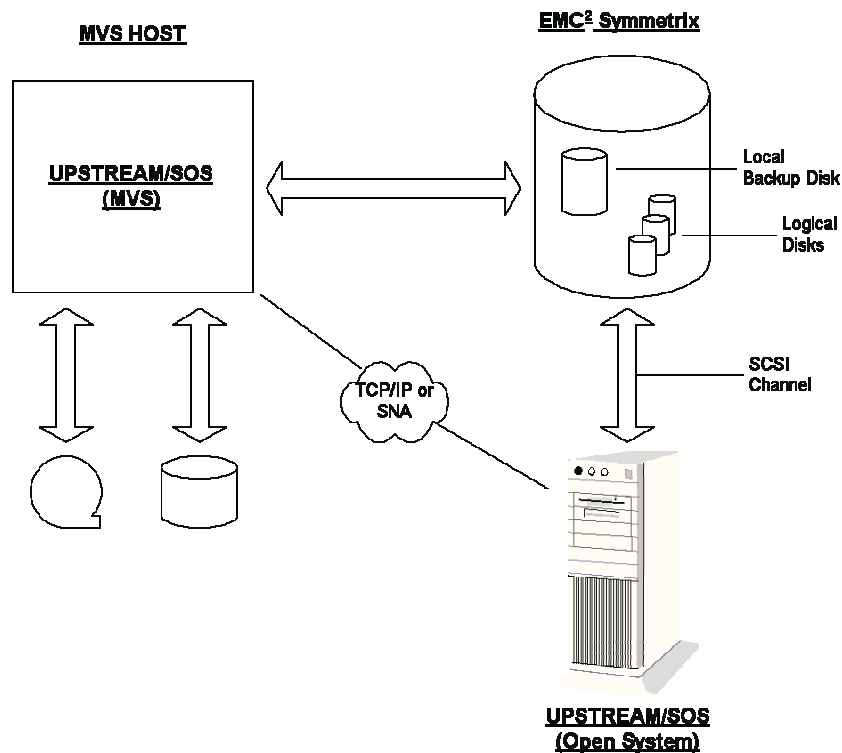 MVS HOST
EMC² Symmetrix
UPSTREAM/SOS
(MVS)
Local
Backup Disk
Logical
Disks
SCSI
Channel
TCP/IP or
SNA
UPSTREAM/SOS
(Open System)